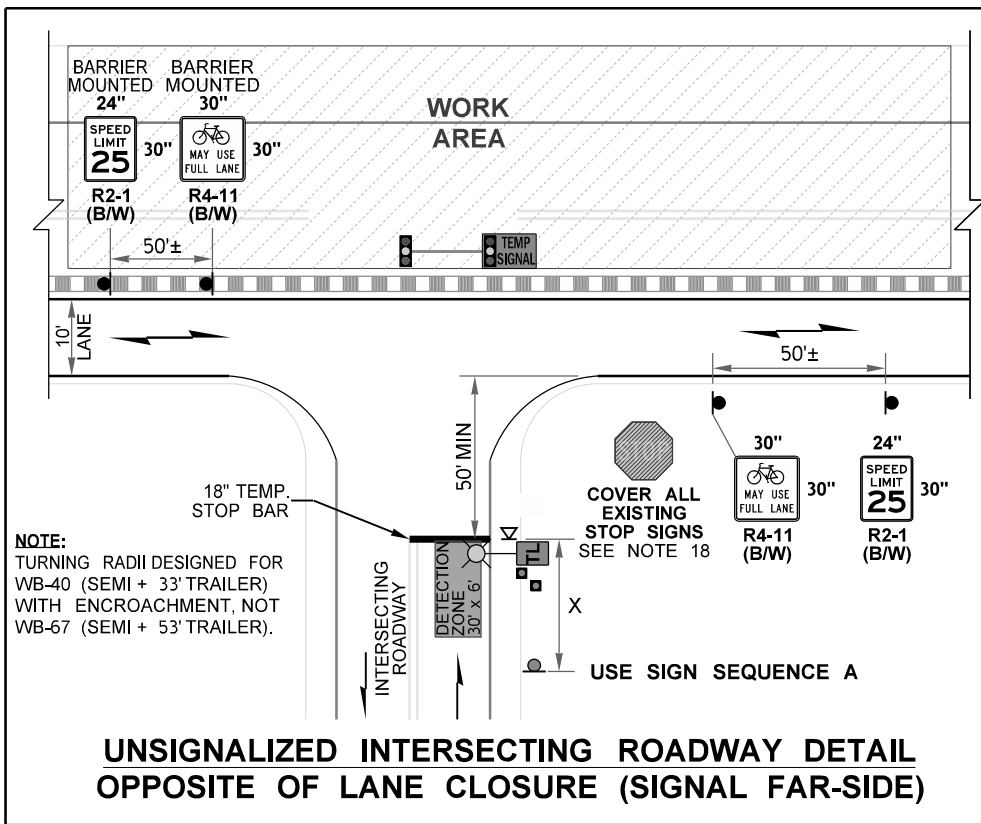 BARRIER
MOUNTED
24"
SPEED
LIMIT
25
30"
R2-1
(B/W)
BARRIER
MOUNTED
30"
MAY USE
FULL LANE
30"
R4-11
(B/W)
WORK
AREA
50'±
TEMP
SIGNAL
10'
LANE
50'±
50' MIN
STOP
COVER ALL
EXISTING
STOP SIGNS
SEE NOTE 18
30"
MAY USE
FULL LANE
30"
R4-11
(B/W)
24"
SPEED
LIMIT
25
30"
R2-1
(B/W)
18" TEMP.
STOP BAR
NOTE:
TURNING RADII DESIGNED FOR
WB-40 (SEMI + 33' TRAILER)
WITH ENCROACHMENT, NOT
WB-67 (SEMI + 53' TRAILER).
INTERSECTING
ROADWAY
DETECTION
ZONE
30' x 6'
TL
X
USE SIGN SEQUENCE A
UNSIGNALIZED INTERSECTING ROADWAY DETAIL
OPPOSITE OF LANE CLOSURE (SIGNAL FAR-SIDE)